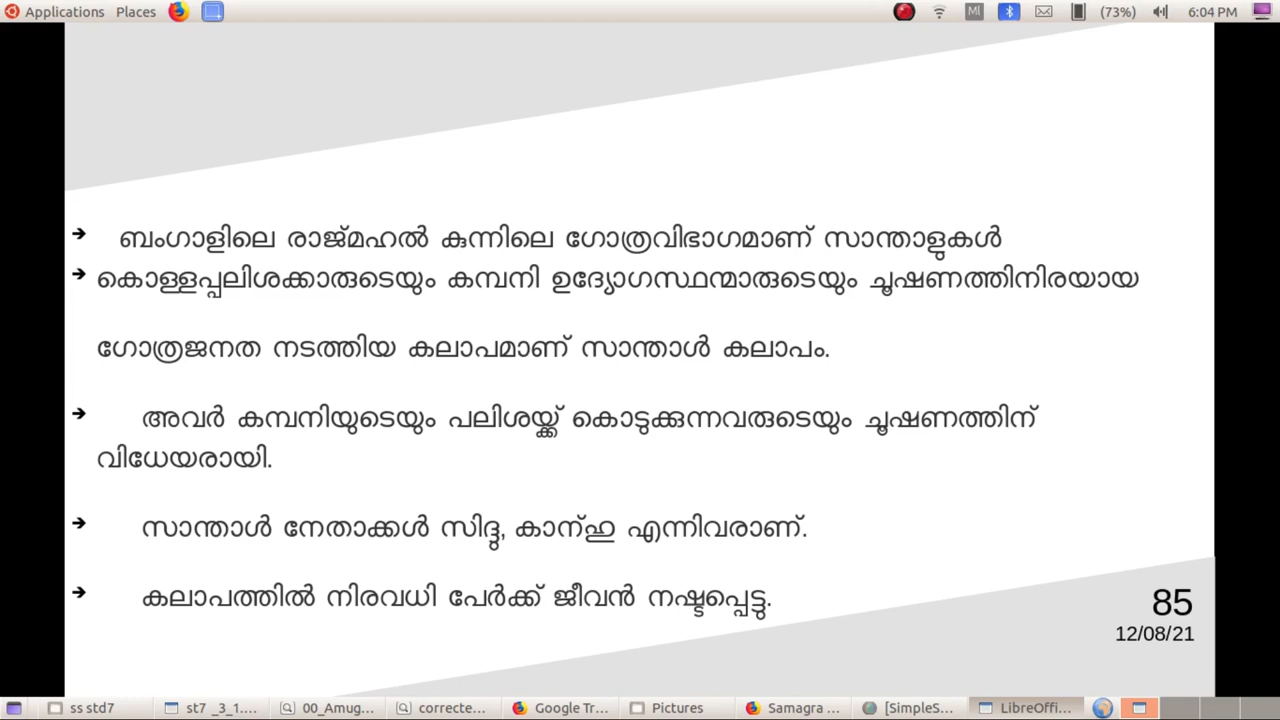 Applications Places MI (73%) 6:04 PM
ബംഗാളിലെ രാജ്മഹൽ കുന്നിലെ ഗോത്രവിഭാഗമാണ് സാന്താളുകൾ
കൊള്ളപ്പലിശക്കാരുടെയും കമ്പനി ഉദ്യോഗസ്ഥന്മാരുടെയും ചൂഷണത്തിനിരയായ
ഗോത്രജനത നടത്തിയ കലാപമാണ് സാന്താൾ കലാപം.
അവർ കമ്പനിയുടെയും പലിശയ്ക്ക് കൊടുക്കുന്നവരുടെയും ചൂഷണത്തിന്
വിധേയരായി.
സാന്താൾ നേതാക്കൾ സിദ്ദു, കാന്ഹു എന്നിവരാണ്.
കലാപത്തിൽ നിരവധി പേർക്ക് ജീവൻ നഷ്ടപ്പെട്ടു.
85
12/08/21
ss std7 st7 _3_1.... 00_Amug... correcte... Google Tr... Pictures Samagra ... [SimpleS... LibreOffi...